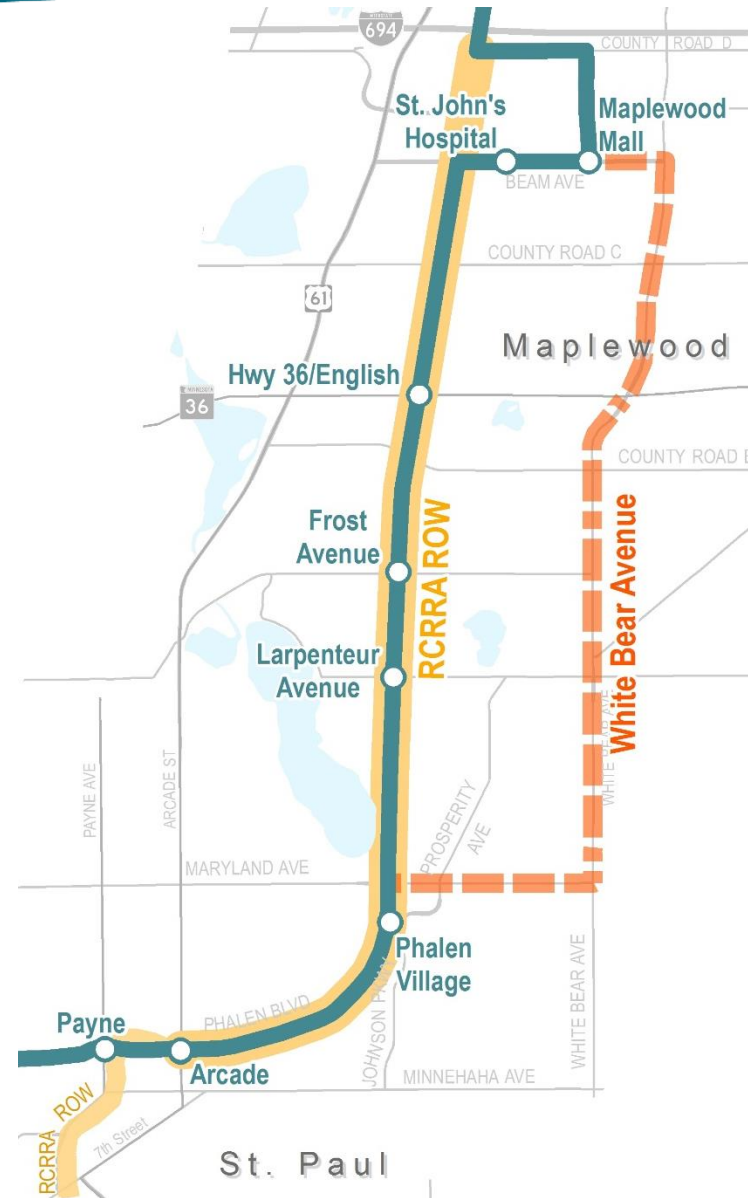 694
COUNTY ROAD D
St. John's
Hospital
Maplewood
Mall
BEAM AVE
COUNTY ROAD C
61
Maplewood
Hwy 36/English
36
COUNTY ROAD B
Frost
Avenue
RCRRA ROW
White Bear Avenue
Larpenteur
Avenue
WHITE BEAR AVE
PAYNE AVE
ARCADE ST
PROSPERITY
AVE
MARYLAND AVE
Phalen
Village
PHALEN BLVD
JOHNSON PKWY
WHITE BEAR AVE
Payne
Arcade
MINNEHAHA AVE
RCRRA ROW
7th Street
St. Paul